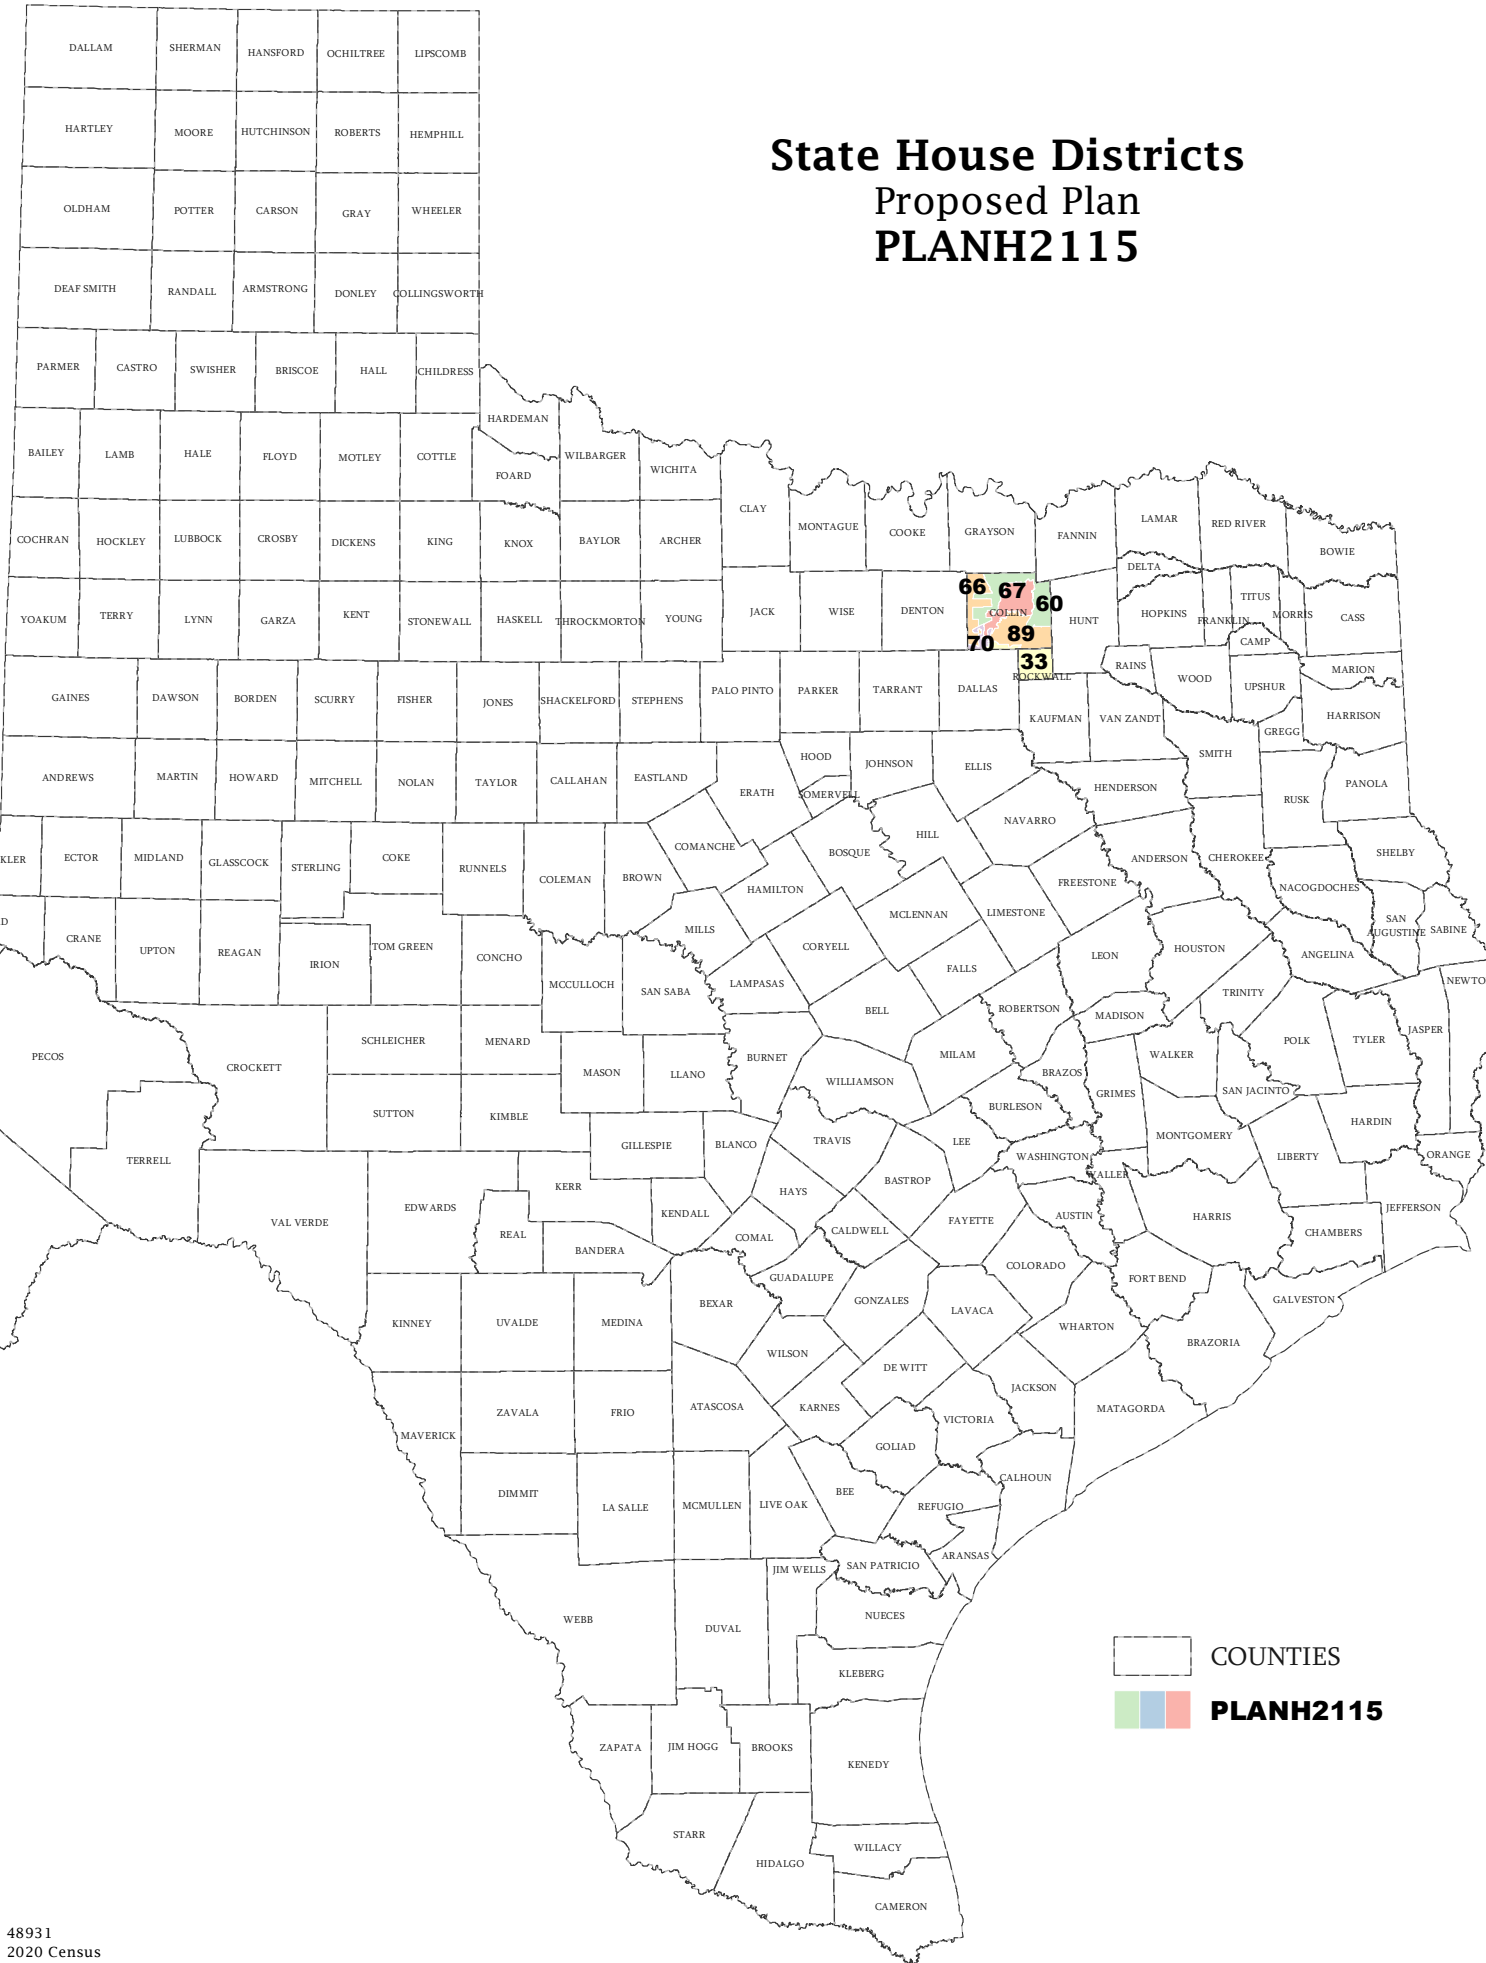 State House Districts
Proposed Plan
PLANH2115
DALLAM SHERMAN HANSFORD OCHILTREE LIPSCOMB
HARTLEY MOORE HUTCHINSON ROBERTS HEMPHILL
OLDHAM POTTER CARSON GRAY WHEELER
DEAF SMITH RANDALL ARMSTRONG DONLEY COLLINGSWORTH
PARMER CASTRO SWISHER BRISCOE HALL CHILDRESS
HARDEMAN
BAILEY LAMB HALE FLOYD MOTLEY COTTLE FOARD WILBARGER WICHITA
CLAY MONTAGUE COOKE GRAYSON FANNIN LAMAR RED RIVER BOWIE
COCHRAN HOCKLEY LUBBOCK CROSBY DICKENS KING KNOX BAYLOR ARCHER
DELTA
66 67 60
TITUS
YOAKUM TERRY LYNN GARZA KENT STONEWALL HASKELL THROCKMORTON YOUNG JACK WISE DENTON COLLIN HUNT HOPKINS FRANKLIN MORRIS CASS
70 89
CAMP
33
ROCKWALL RAINS WOOD UPSHUR MARION
GAINES DAWSON BORDEN SCURRY FISHER JONES SHACKELFORD STEPHENS PALO PINTO PARKER TARRANT DALLAS
KAUFMAN VAN ZANDT GREGG HARRISON
SMITH
ANDREWS MARTIN HOWARD MITCHELL NOLAN TAYLOR CALLAHAN EASTLAND HOOD JOHNSON ELLIS
ERATH SOMERVELL HENDERSON RUSK PANOLA
HILL NAVARRO
KLER ECTOR MIDLAND GLASSCOCK STERLING COKE RUNNELS COLEMAN BROWN COMANCHE BOSQUE ANDERSON CHEROKEE SHELBY
HAMILTON FREESTONE NACOGDOCHES
D CRANE UPTON REAGAN IRION TOM GREEN CONCHO MILLS MCLENNAN LIMESTONE
SAN
AUGUSTINE SABINE
CORYELL HOUSTON ANGELINA
MCCULLOCH SAN SABA LAMPASAS FALLS LEON
NEWTO
BELL ROBERTSON TRINITY
MADISON
PECOS CROCKETT SCHLEICHER MENARD BURNET MILAM WALKER POLK TYLER JASPER
MASON LLANO WILLIAMSON BRAZOS
GRIMES SAN JACINTO
SUTTON KIMBLE BURLESON HARDIN
GILLESPIE BLANCO TRAVIS LEE MONTGOMERY
TERRELL WASHINGTON LIBERTY ORANGE
WALLER
KERR HAYS BASTROP
VAL VERDE EDWARDS KENDALL FAYETTE AUSTIN HARRIS JEFFERSON
REAL BANDERA COMAL CALDWELL CHAMBERS
COLORADO
GUADALUPE FORT BEND
BEXAR GONZALES LAVACA GALVESTON
KINNEY UVALDE MEDINA WHARTON
WILSON BRAZORIA
DE WITT
JACKSON
ZAVALA FRIO ATASCOSA KARNES VICTORIA MATAGORDA
MAVERICK GOLIAD
CALHOUN
DIMMIT LA SALLE MCMULLEN LIVE OAK BEE REFUGIO
ARANSAS
JIM WELLS SAN PATRICIO
WEBB DUVAL NUECES
KLEBERG
COUNTIES
PLANH2115
ZAPATA JIM HOGG BROOKS KENEDY
STARR HIDALGO WILLACY
CAMERON
48931
2020 Census